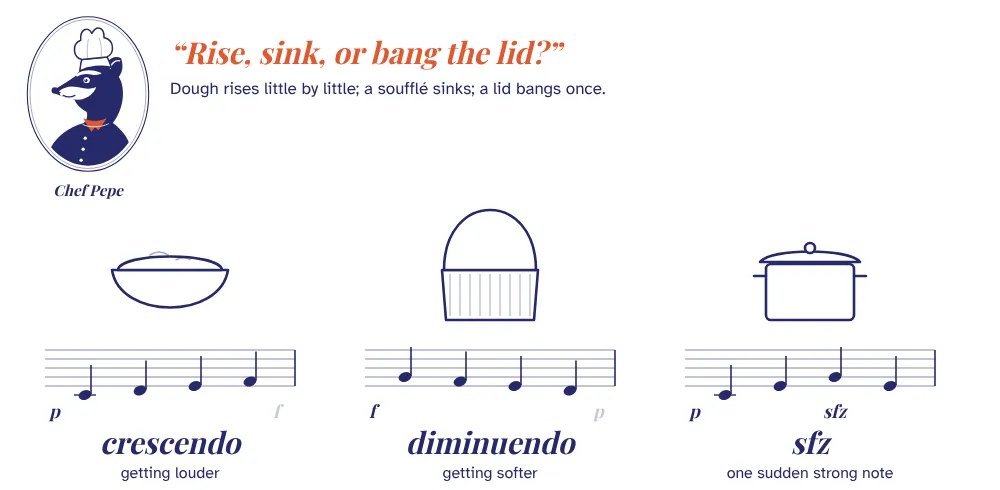 “Rise, sink, or bang the lid?”
Dough rises little by little; a soufflé sinks; a lid bangs once.
Chef Pepe
p f
f p
p sfz
crescendo
diminuendo
sfz
getting louder
getting softer
one sudden strong note